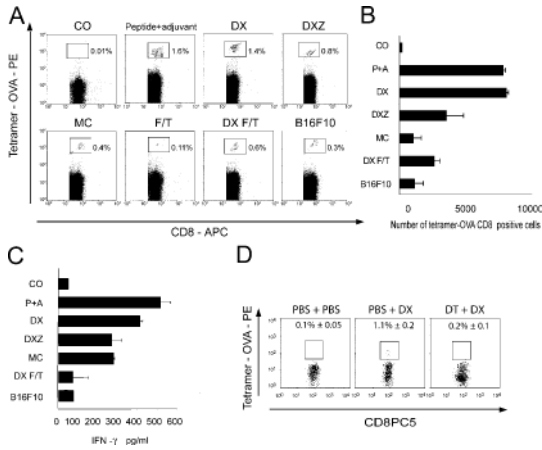 A
CO
Peptide+adjuvant
DX
DXZ
0.01%
1.6%
1.4%
0.8%
MC
F/T
DX F/T
B16F10
0.4%
0.11%
0.6%
0.3%
Tetramer - OVA - PE
CD8 - APC
B
CO
P+A
DX
DXZ
MC
DX F/T
B16F10
0 5000 10000
Number of tetramer-OVA CD8 positive cells
C
CO
P+A
DX
DXZ
MC
DX F/T
B16F10
0 100 200 300 400 500 600
IFN -γ pg/ml
D
PBS + PBS
PBS + DX
DT + DX
0.1% ± 0.05
1.1% ± 0.2
0.2% ± 0.1
Tetramer - OVA - PE
CD8PC5